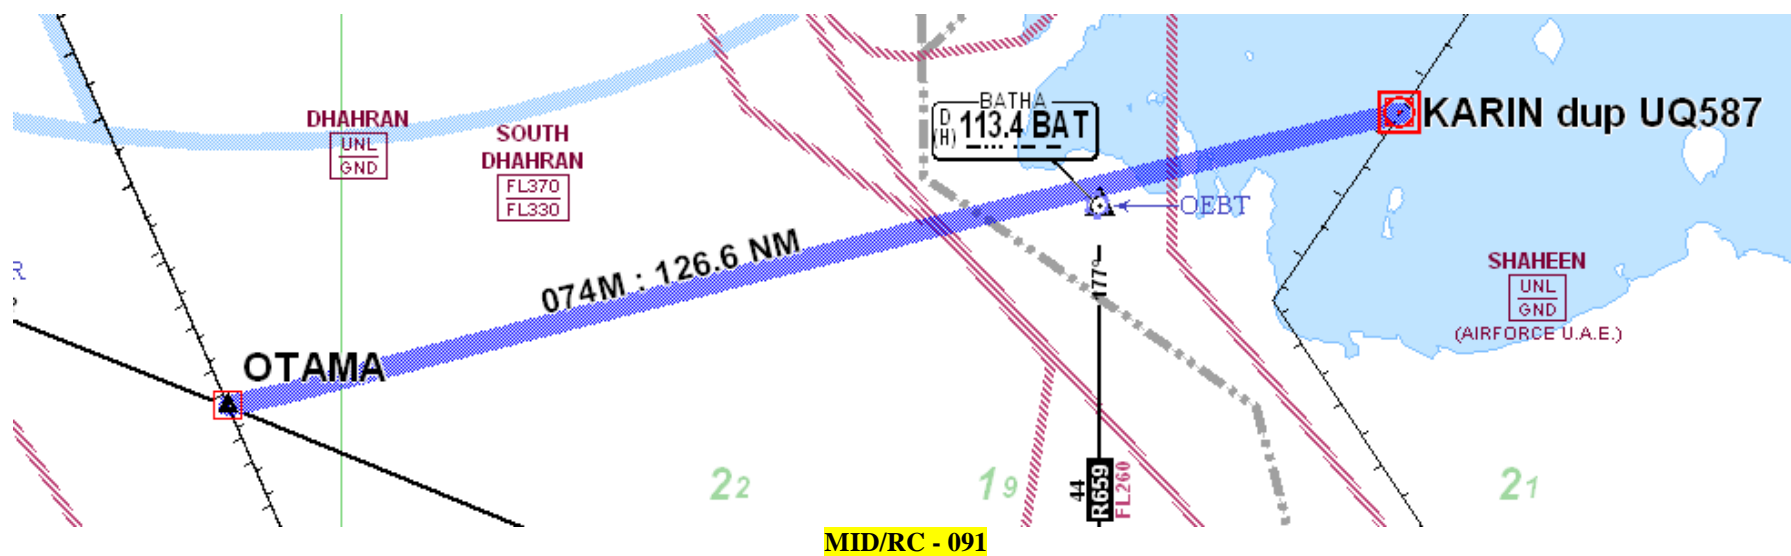 BATHA
D
(H) 113.4 BAT
KARIN dup UQ587
DHAHRAN
UNL
GND
SOUTH
DHAHRAN
FL370
FL330
OEBT
074M : 126.6 NM
177°
SHAHEEN
UNL
GND
(AIRFORCE U.A.E.)
R
OTAMA
22
19
44
R659
FL260
21
MID/RC - 091